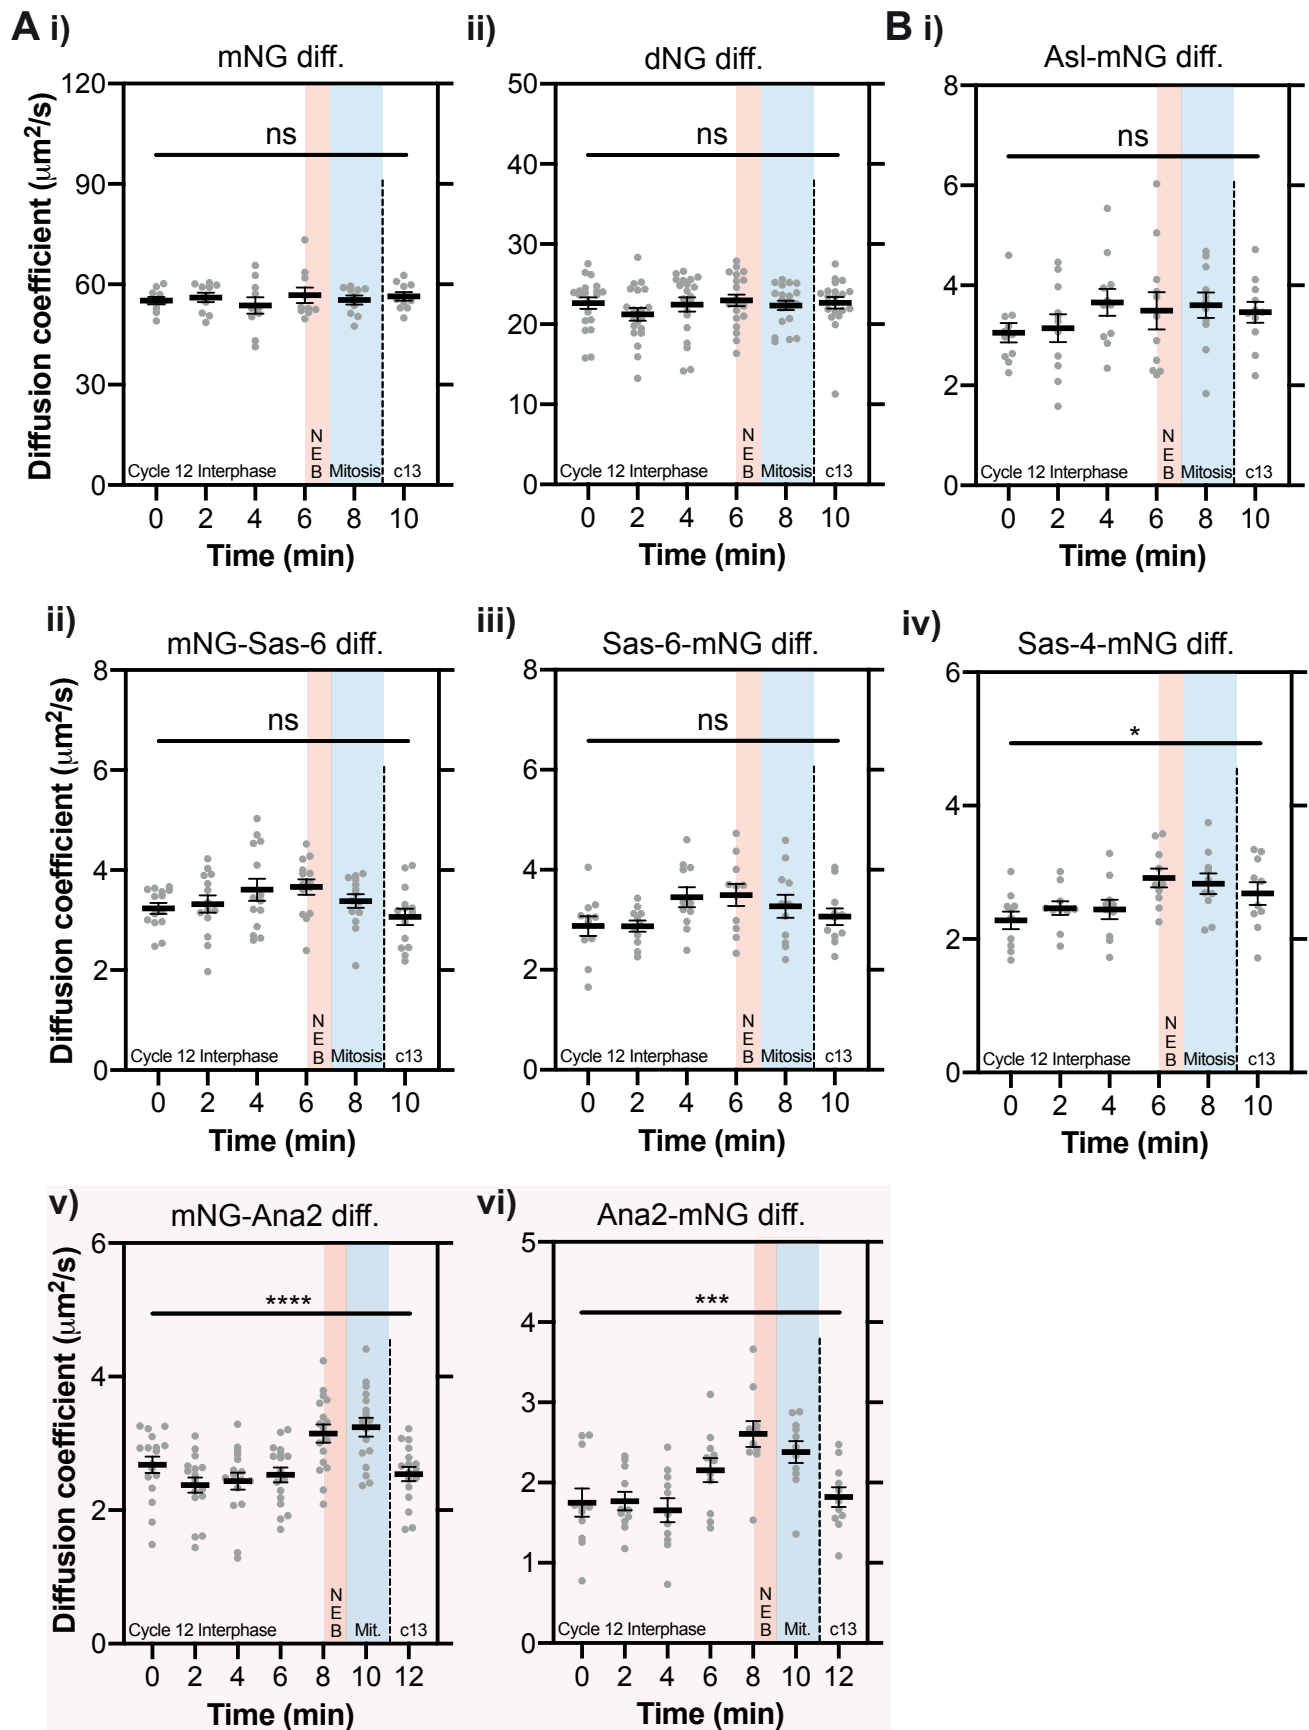 A i)
mNG diff.
Diffusion coefficient (μm²/s)
120
90
60
30
0
ns
Cycle 12 Interphase
N
E
B
Mitosis
c13
0 2 4 6 8 10
Time (min)
ii)
dNG diff.
50
40
30
20
10
0
ns
Cycle 12 Interphase
N
E
B
Mitosis
c13
0 2 4 6 8 10
Time (min)
B i)
Asl-mNG diff.
8
6
4
2
0
ns
Cycle 12 Interphase
N
E
B
Mitosis
c13
0 2 4 6 8 10
Time (min)
ii)
mNG-Sas-6 diff.
Diffusion coefficient (μm²/s)
8
6
4
2
0
ns
Cycle 12 Interphase
N
E
B
Mitosis
c13
0 2 4 6 8 10
Time (min)
iii)
Sas-6-mNG diff.
8
6
4
2
0
ns
Cycle 12 Interphase
N
E
B
Mitosis
c13
0 2 4 6 8 10
Time (min)
iv)
Sas-4-mNG diff.
6
4
2
0
*
Cycle 12 Interphase
N
E
B
Mitosis
c13
0 2 4 6 8 10
Time (min)
v)
mNG-Ana2 diff.
Diffusion coefficient (μm²/s)
6
4
2
0
****
Cycle 12 Interphase
N
E
B
Mit.
c13
0 2 4 6 8 10 12
Time (min)
vi)
Ana2-mNG diff.
5
4
3
2
1
0
***
Cycle 12 Interphase
N
E
B
Mit.
c13
0 2 4 6 8 10 12
Time (min)